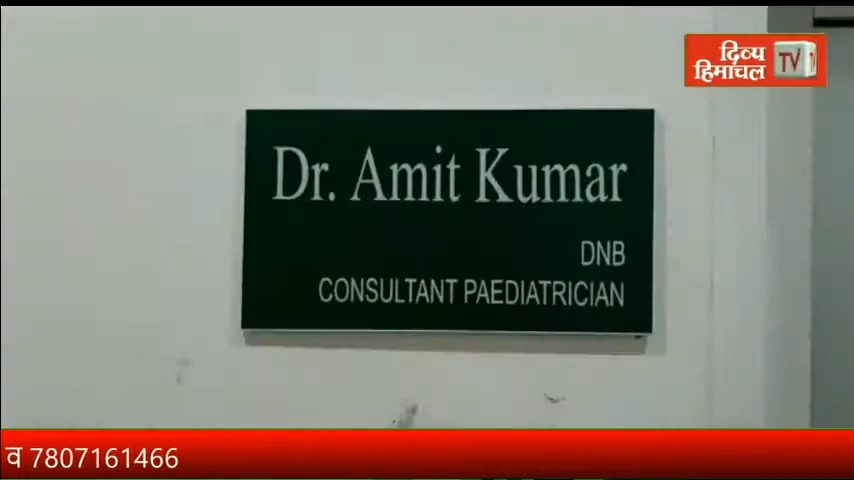 दिव्य
हिमाचल
TV
Dr. Amit Kumar
DNB
CONSULTANT PAEDIATRICIAN
व 7807161466